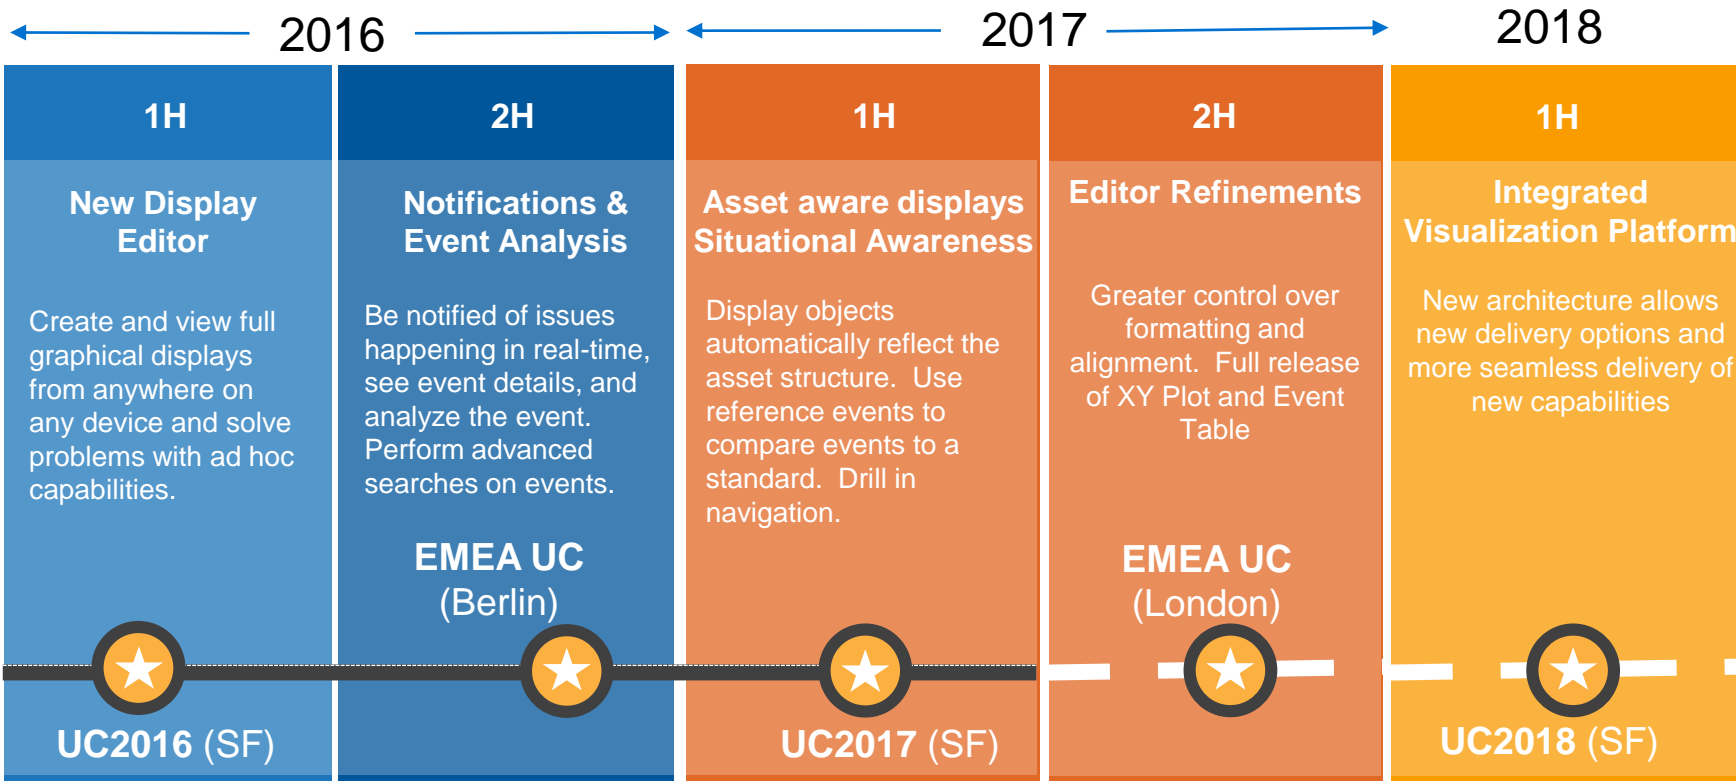 2016
2017
2018
1H
New Display
Editor
Create and view full
graphical displays
from anywhere on
any device and solve
problems with ad hoc
capabilities.
UC2016 (SF)
2H
Notifications &
Event Analysis
Be notified of issues
happening in real-time,
see event details, and
analyze the event.
Perform advanced
searches on events.
EMEA UC
(Berlin)
1H
Asset aware displays
Situational Awareness
Display objects
automatically reflect the
asset structure.  Use
reference events to
compare events to a
standard.  Drill in
navigation.
UC2017 (SF)
2H
Editor Refinements
Greater control over
formatting and
alignment.  Full release
of XY Plot and Event
Table
EMEA UC
(London)
1H
Integrated
Visualization Platform
New architecture allows
new delivery options and
more seamless delivery of
new capabilities
UC2018 (SF)